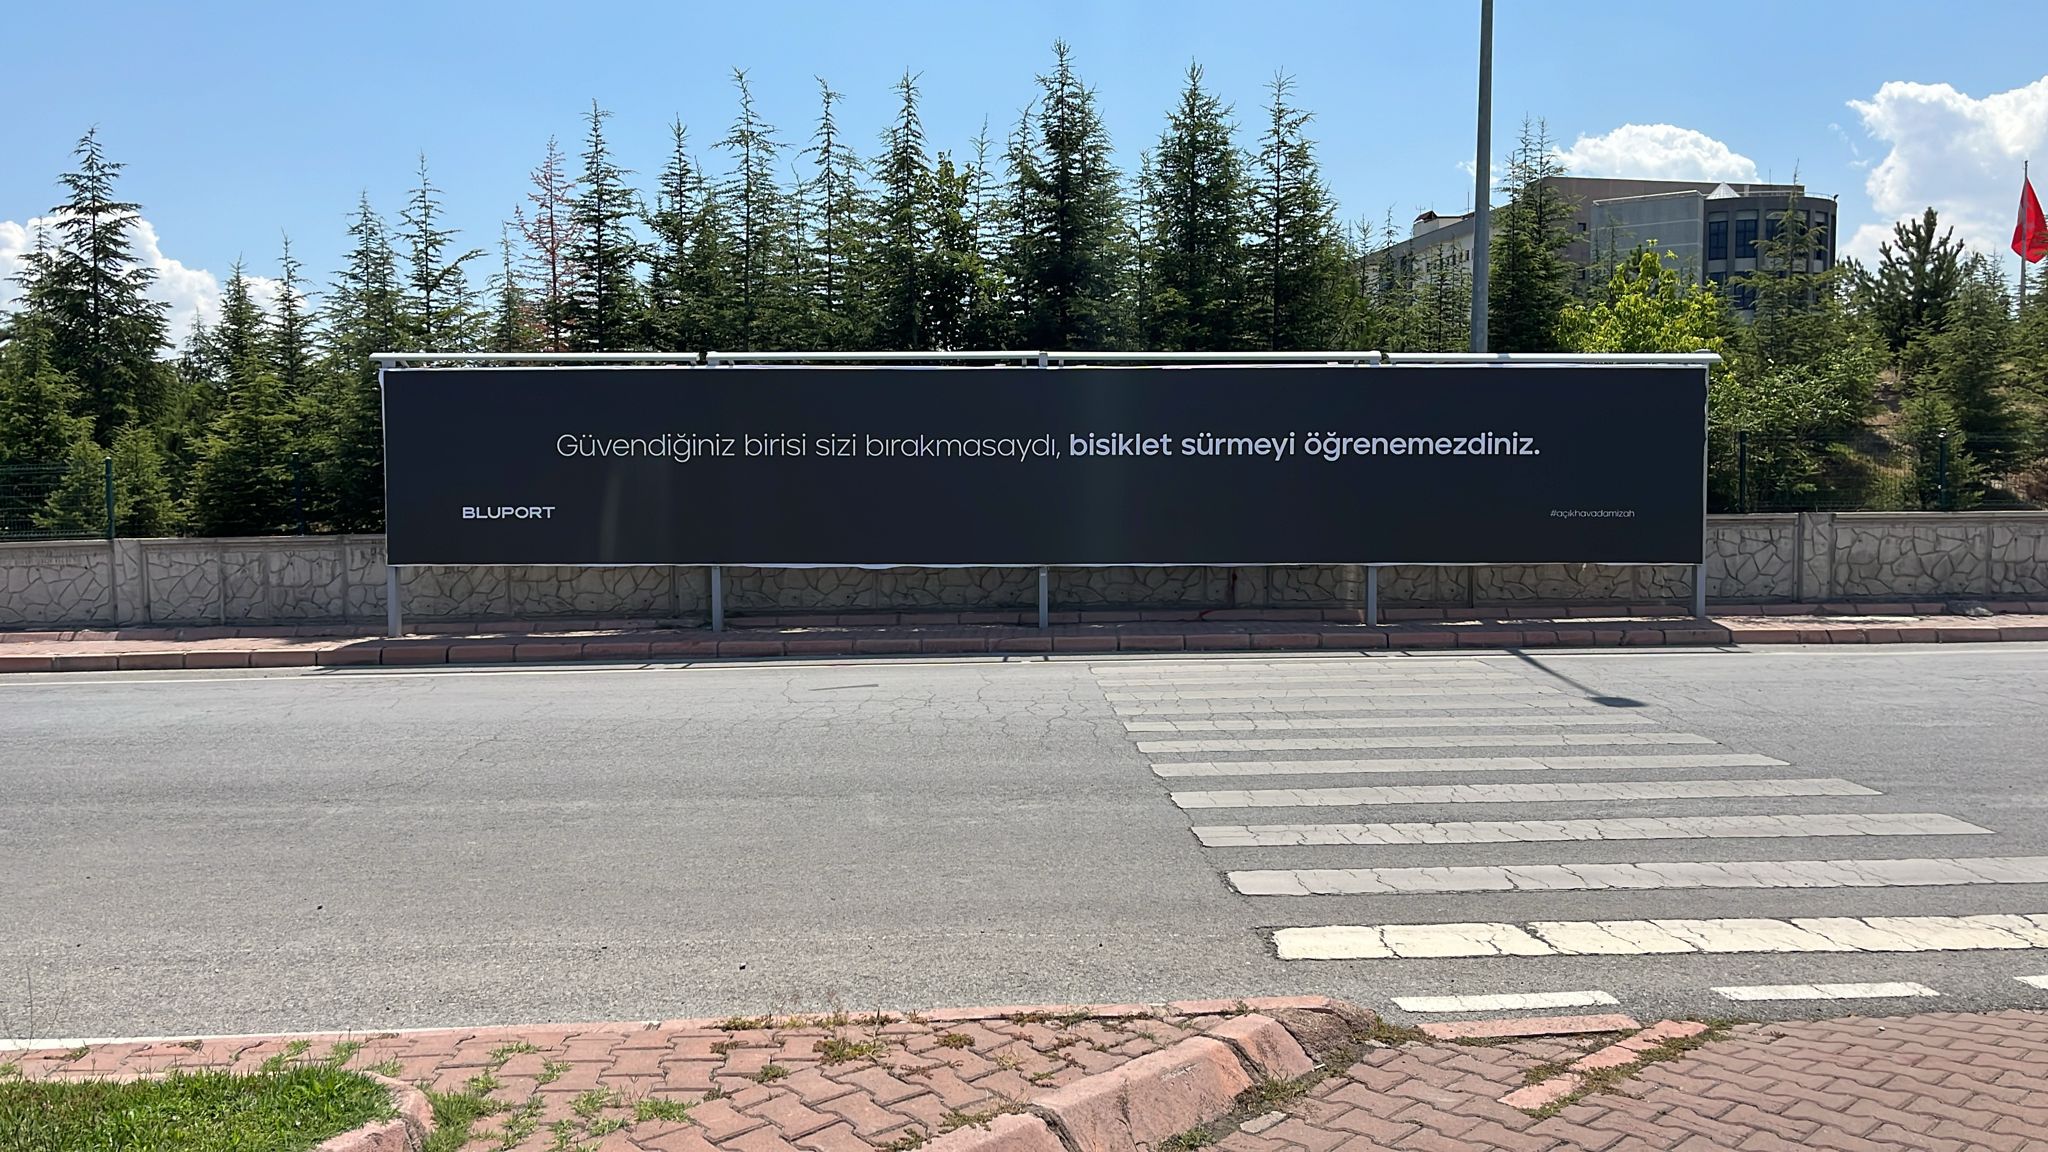 Güvendiğiniz birisi sizi bırakmasaydı, bisiklet sürmeyi öğrenemezdiniz.
BLUPORT
#açıkhavadamizah